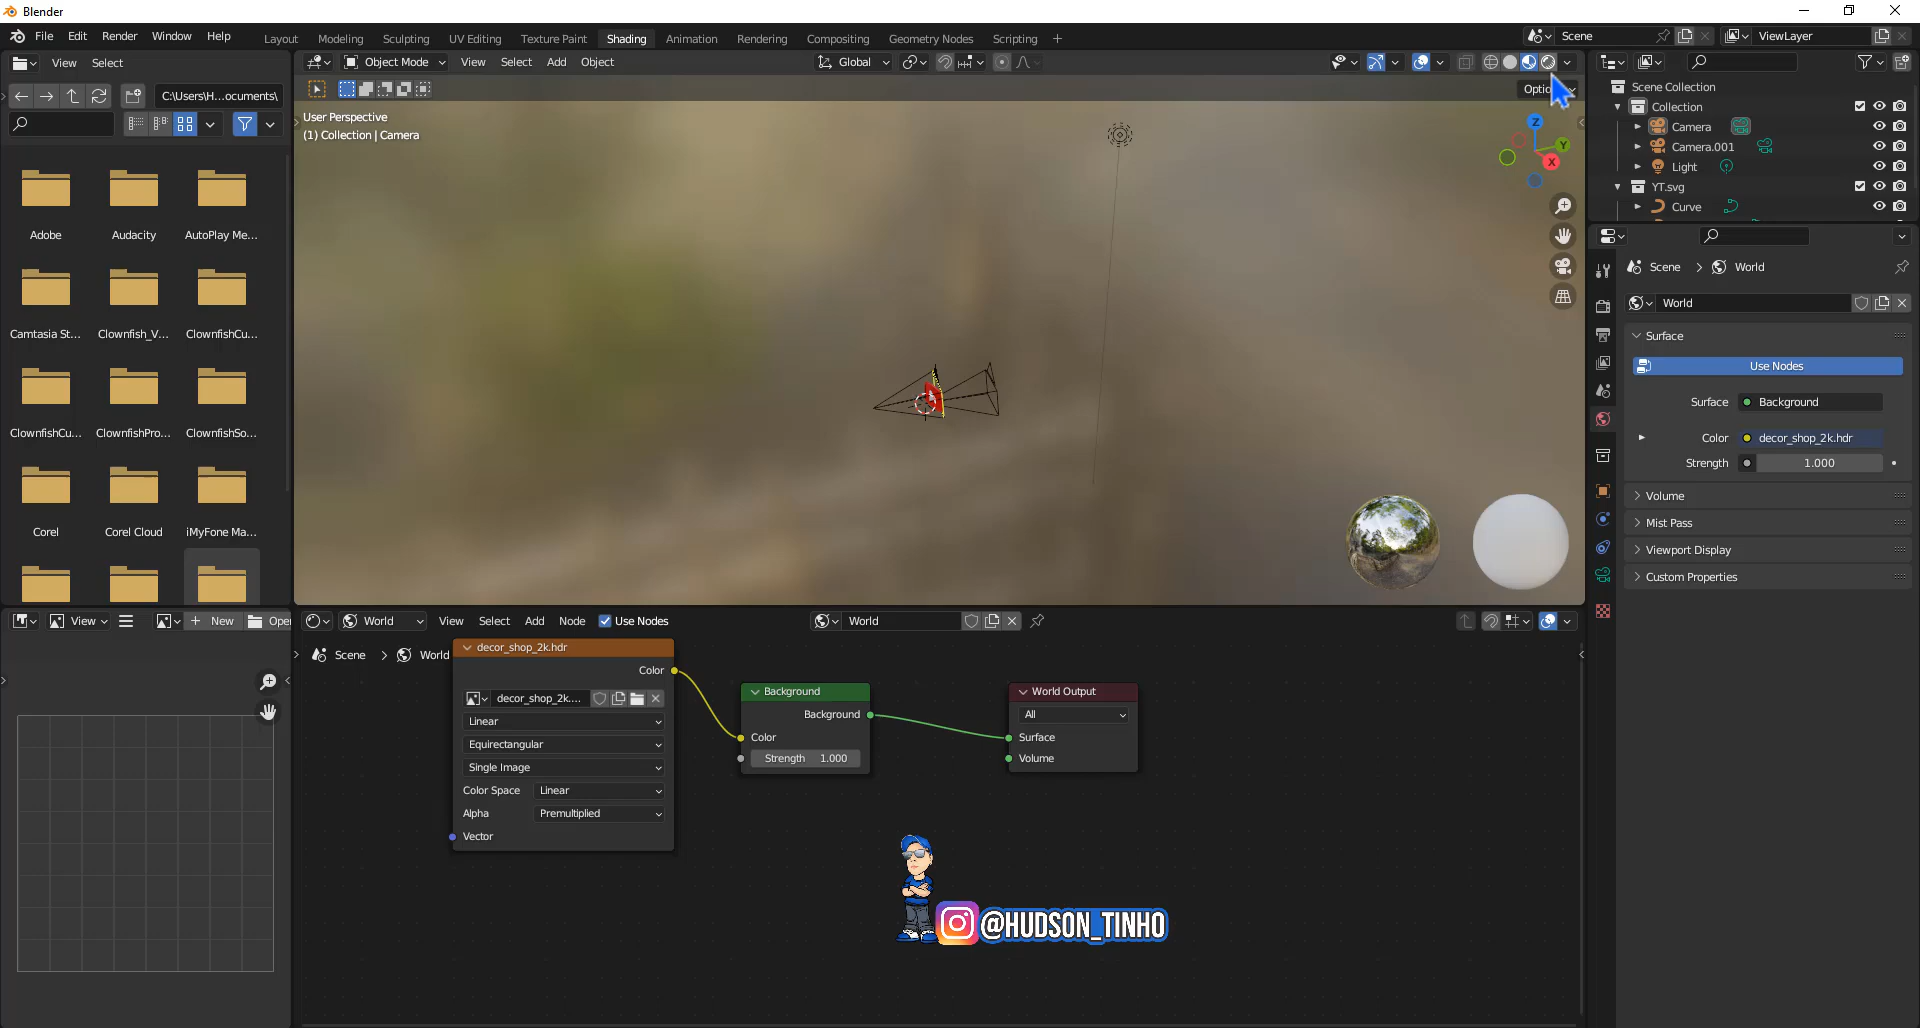 Blender
File Edit Render Window Help
Layout Modeling Sculpting UV Editing Texture Paint Shading Animation Rendering Compositing Geometry Nodes Scripting
Scene
ViewLayer
View Select
Object Mode View Select Add Object
Global
C:\Users\H...ocuments\
Optio
Scene Collection
Collection
Camera
Camera.001
Light
YT.svg
Curve
User Perspective
(1) Collection | Camera
Z
Y
X
Adobe
Audacity
AutoPlay Me...
Camtasia St...
Clownfish_V...
ClownfishCu...
ClownfishCu...
ClownfishPro...
ClownfishSo...
Corel
Corel Cloud
iMyFone Ma...
Scene > World
World
Surface
Use Nodes
Surface Background
Color decor_shop_2k.hdr
Strength 1.000
Volume
Mist Pass
Viewport Display
Custom Properties
View
New
Open
World View Select Add Node Use Nodes
World
Scene > World
decor_shop_2k.hdr
Color
decor_shop_2k....
Linear
Equirectangular
Single Image
Color Space Linear
Alpha Premultiplied
Vector
Background
Background
Color
Strength 1.000
World Output
All
Surface
Volume
@HUDSON_TINHO